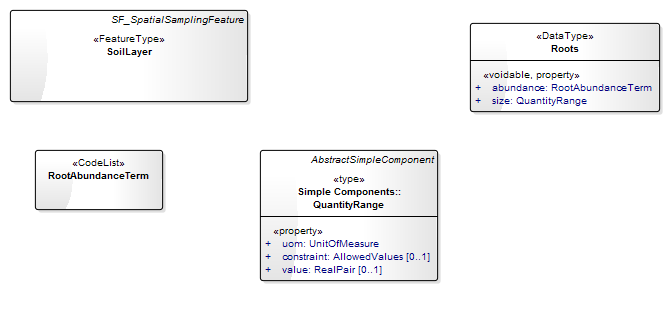 SF_SpatialSamplingFeature
«FeatureType»
SoilLayer
«DataType»
Roots
«voidable, property»
+ abundance: RootAbundanceTerm
+ size: QuantityRange
«CodeList»
RootAbundanceTerm
AbstractSimpleComponent
«type»
Simple Components::
QuantityRange
«property»
+ uom: UnitOfMeasure
+ constraint: AllowedValues [0..1]
+ value: RealPair [0..1]